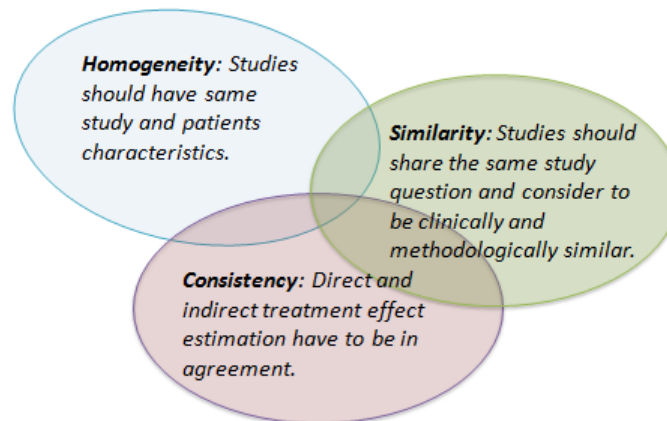 Homogeneity: Studies
should have same
study and patients
characteristics.
Similarity: Studies should
share the same study
question and consider to
be clinically and
methodologically similar.
Consistency: Direct and
indirect treatment effect
estimation have to be in
agreement.